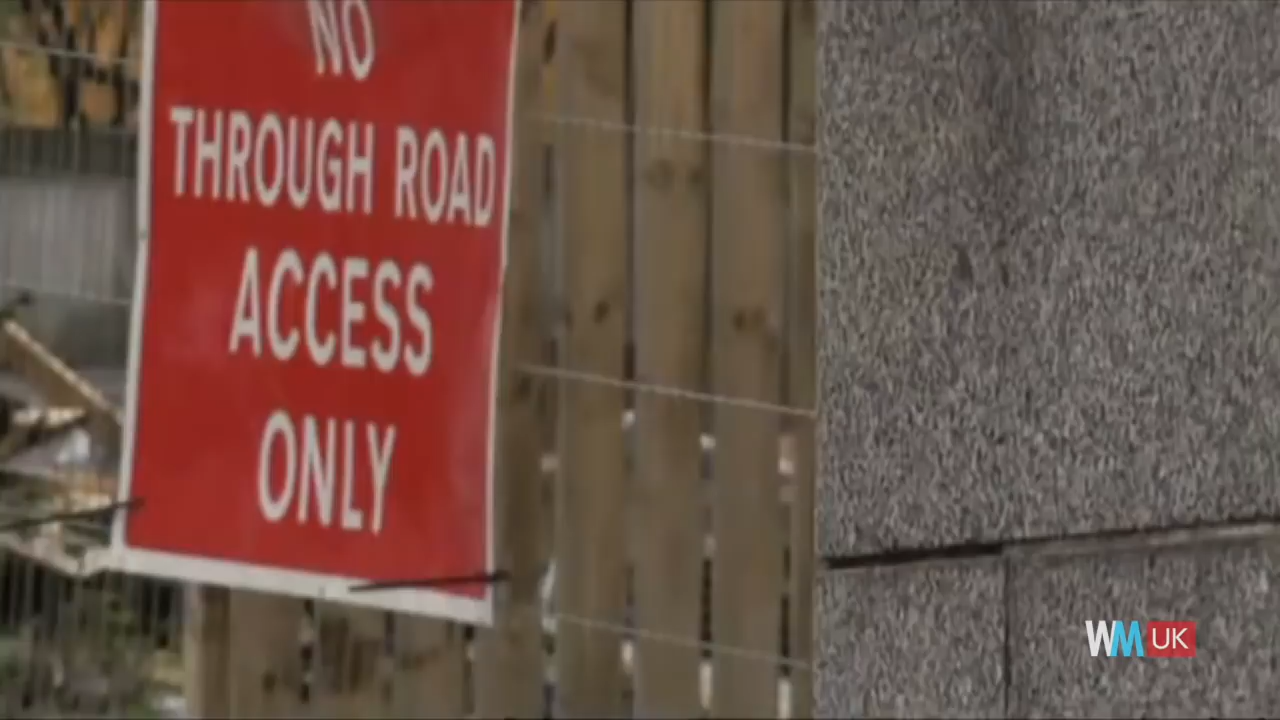 NO
THROUGH ROAD
ACCESS
ONLY
WM UK